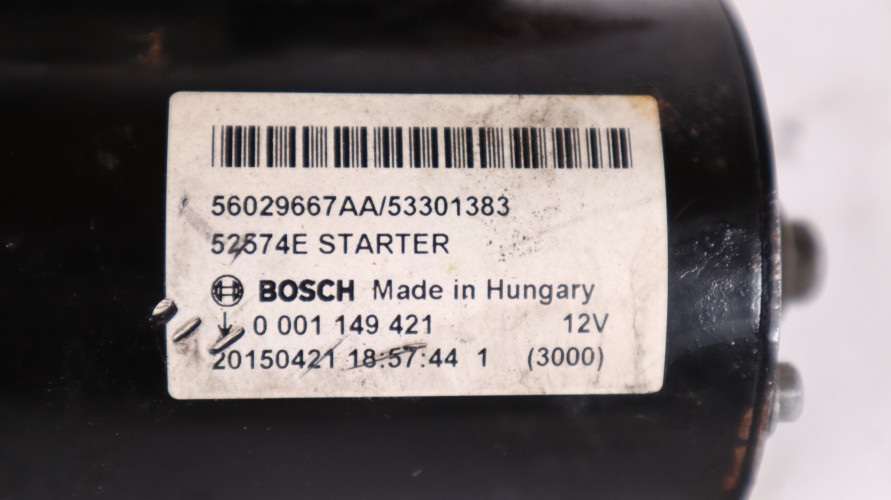 56029667AA/53301383
52574E STARTER
BOSCH Made in Hungary
0 001 149 421 12V
20150421 18:57:44 1 (3000)